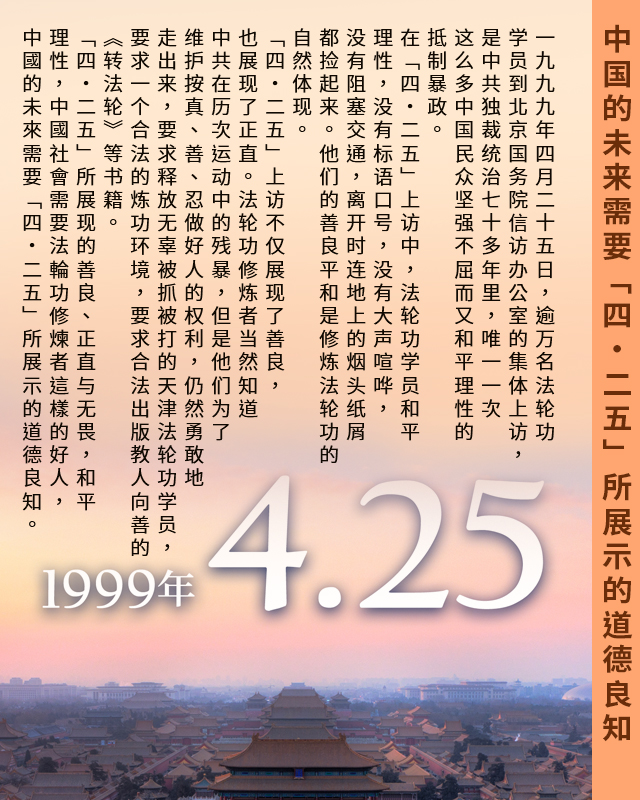 中国的未来需要「四・二五」所展示的道德良知
一九九九年四月二十五日，逾万名法轮功
学员到北京国务院信访办公室的集体上访，
是中共独裁统治七十多年里，唯一一次
这么多中国民众坚强不屈而又和平理性的
抵制暴政。
在「四・二五」上访中，法轮功学员和平
理性，没有标语口号，没有大声喧哗，
没有阻塞交通，离开时连地上的烟头纸屑
都捡起来。他们的善良平和是修炼法轮功的
自然体现。
「四・二五」上访不仅展现了善良，
也展现了正直。法轮功修炼者当然知道
中共在历次运动中的残暴，但是他们为了
维护按真、善、忍做好人的权利，仍然勇敢地
走出来，要求释放无辜被抓被打的天津法轮功学员，
要求一个合法的炼功环境，要求合法出版教人向善的
《转法轮》等书籍。
「四・二五」所展现的善良、正直与无畏，和平
理性，中國社會需要法輪功修煉者這樣的好人，
中國的未來需要「四・二五」所展示的道德良知。
1999年
4.25